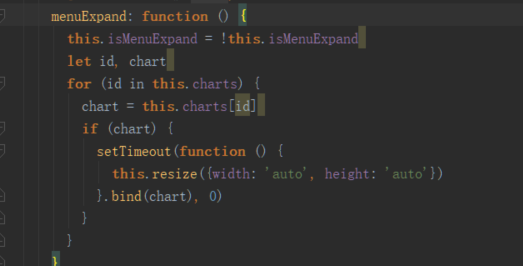 menuExpand: function () {
  this.isMenuExpand = !this.isMenuExpand
  let id, chart
  for (id in this.charts) {
    chart = this.charts[id]
    if (chart) {
      setTimeout(function () {
        this.resize({width: 'auto', height: 'auto'})
      }.bind(chart), 0)
    }
  }
}